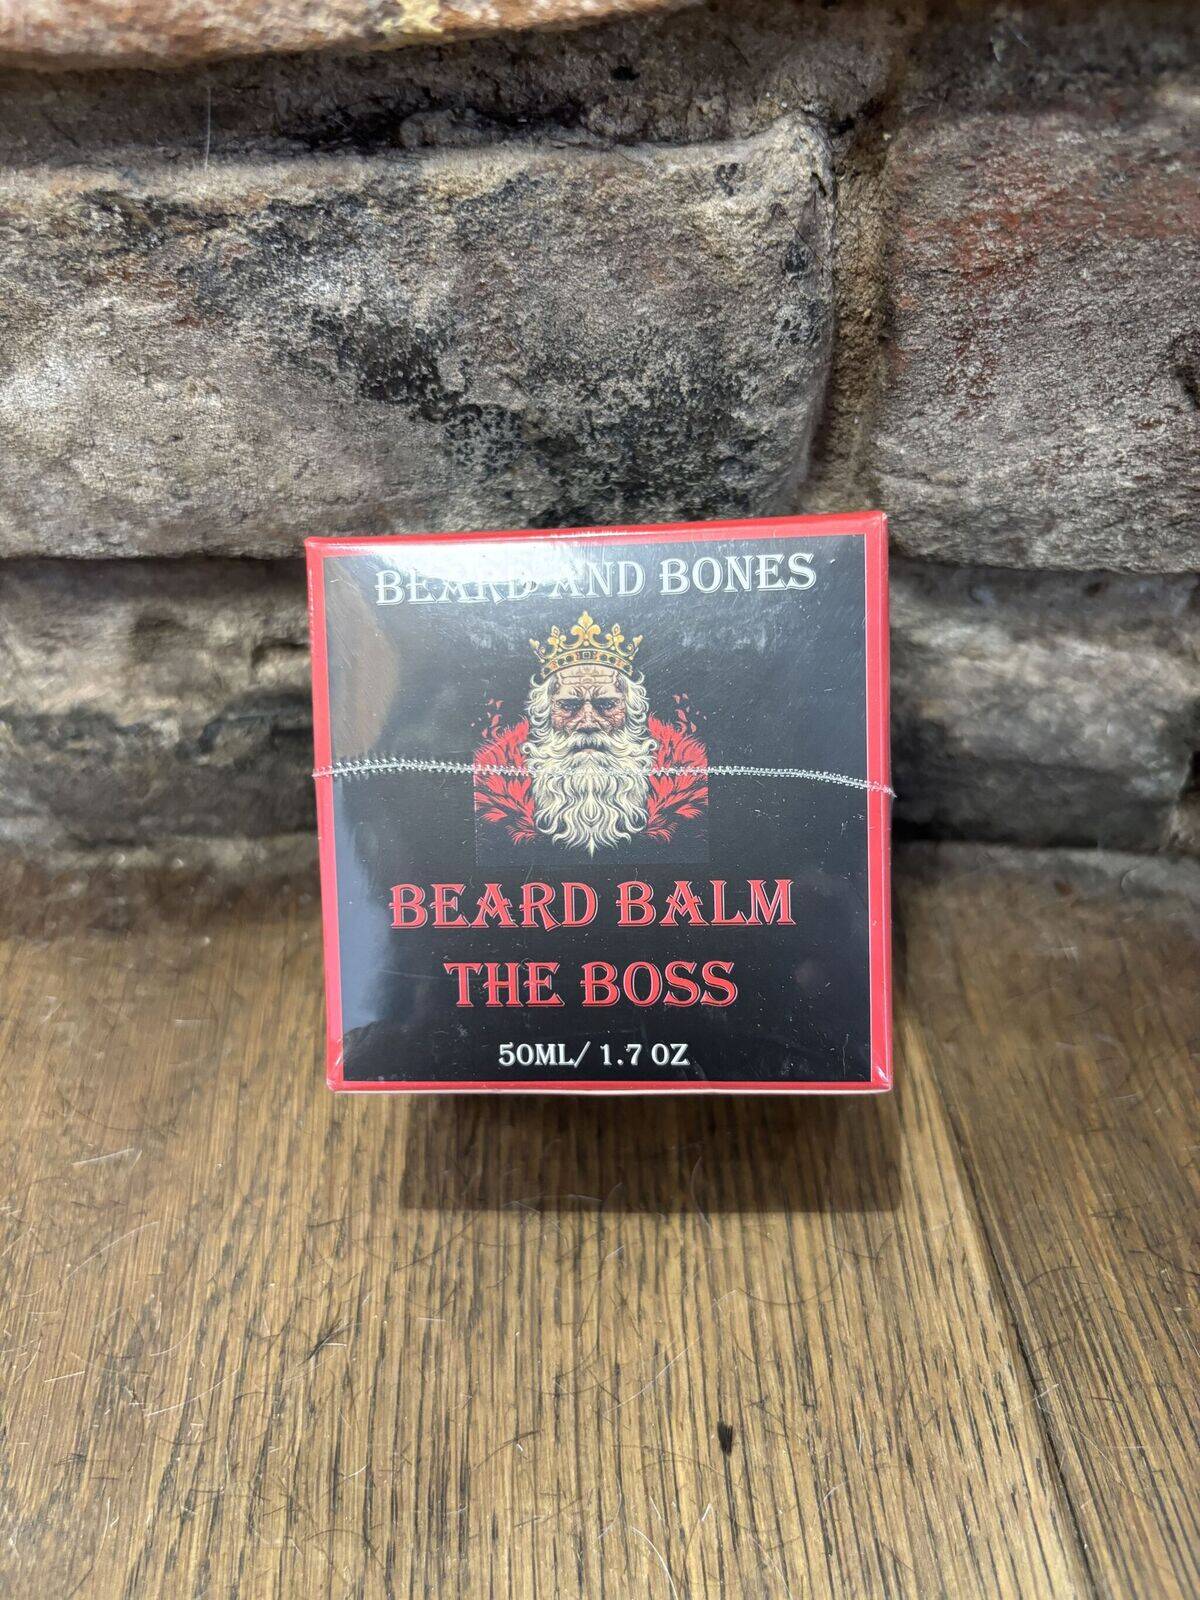 BEARD AND BONES
BEARD BALM
THE BOSS
50ML/ 1.7 OZ